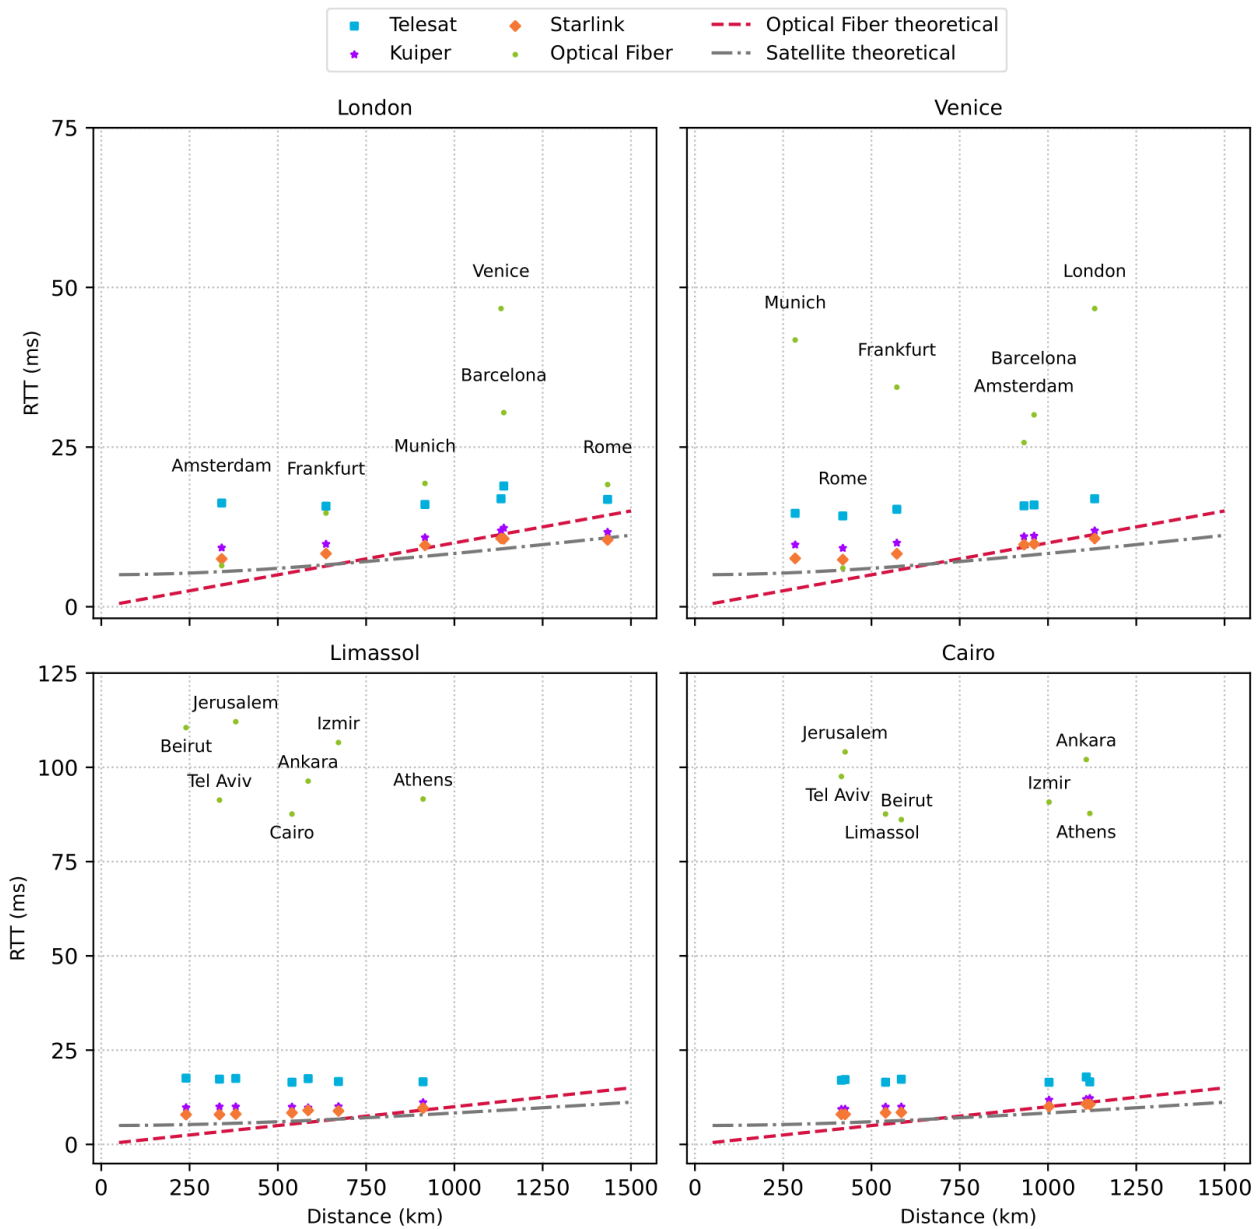 Telesat
Starlink
Optical Fiber theoretical
Kuiper
Optical Fiber
Satellite theoretical
London
75
50
25
0
RTT (ms)
Venice
Barcelona
Munich
Rome
Amsterdam
Frankfurt
Venice
London
Munich
Frankfurt
Barcelona
Amsterdam
Rome
Limassol
125
100
75
50
25
0
RTT (ms)
Jerusalem
Izmir
Beirut
Ankara
Tel Aviv
Athens
Cairo
0 250 500 750 1000 1250 1500
Distance (km)
Cairo
Jerusalem
Ankara
Izmir
Tel Aviv
Beirut
Limassol
Athens
0 250 500 750 1000 1250 1500
Distance (km)